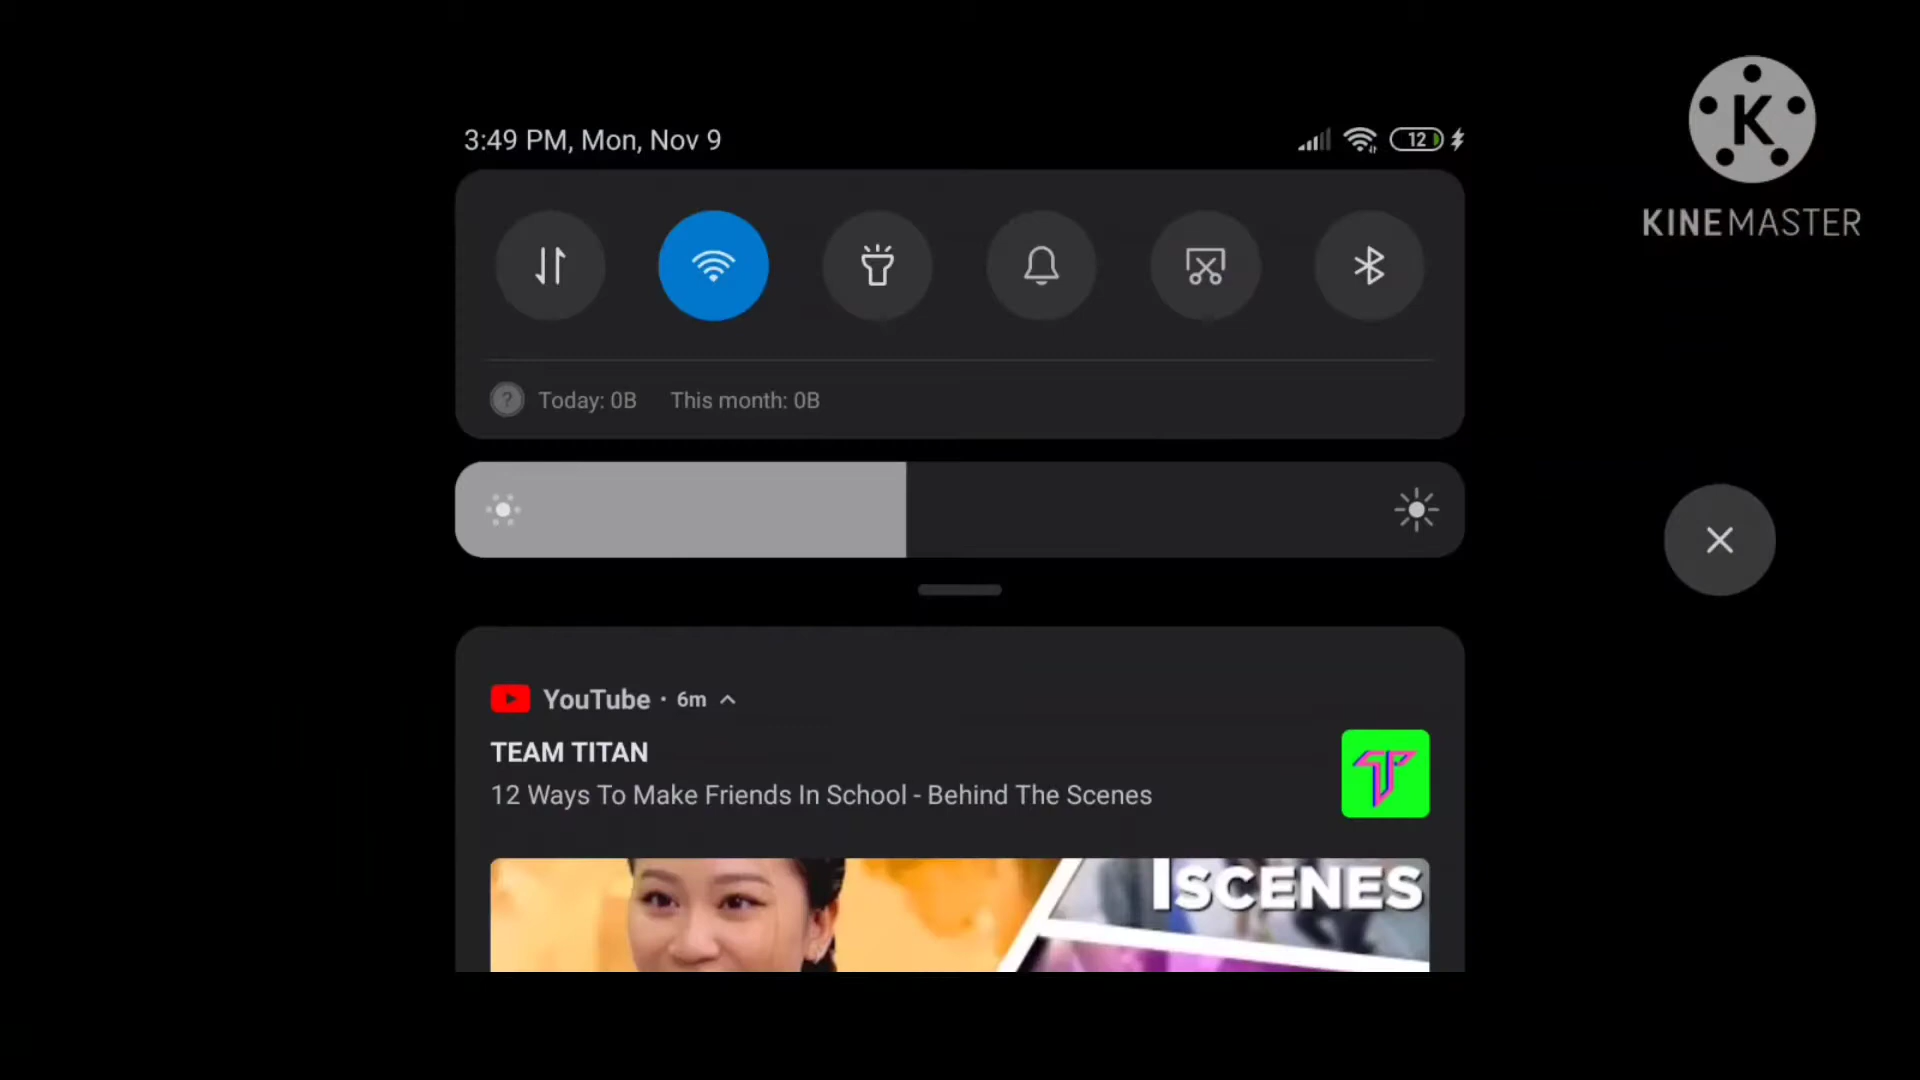 3:49 PM, Mon, Nov 9
12
K
KINEMASTER
Today: 0B This month: 0B
YouTube · 6m
TEAM TITAN
12 Ways To Make Friends In School - Behind The Scenes
SCENES